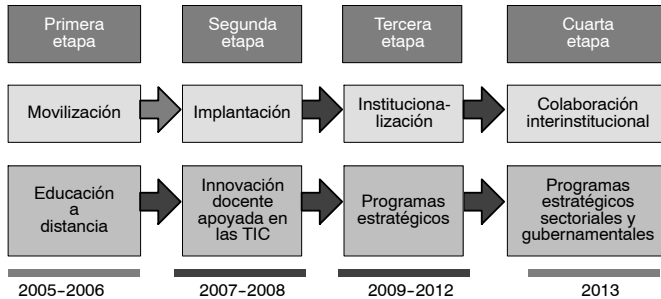 Primera
etapa
Segunda
etapa
Tercera
etapa
Cuarta
etapa
Movilización
Implantación
Instituciona-
lización
Colaboración
interinstitucional
Educación
a
distancia
Innovación
docente
apoyada en
las TIC
Programas
estratégicos
Programas
estratégicos
sectoriales y
gubernamentales
2005-2006
2007-2008
2009-2012
2013